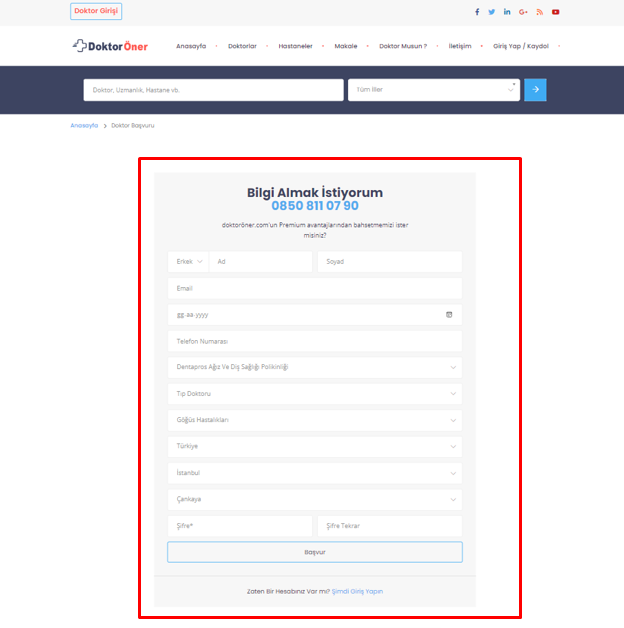 Doktor Girişi
DoktorÖner
Anasayfa
Doktorlar
Hastaneler
Makale
Doktor Musun ?
İletişim
Giriş Yap / Kaydol
Doktor, Uzmanlık, Hastane vb.
Tüm İller
Anasayfa > Doktor Başvuru
Bilgi Almak İstiyorum
0850 811 07 90
doktoröner.com'un Premium avantajlarından bahsetmemizi ister
misiniz?
Erkek
Ad
Soyad
Email
gg.aa.yyyy
Telefon Numarası
Dentapros Ağız Ve Diş Sağlığı Polikinliği
Tıp Doktoru
Göğüs Hastalıkları
Türkiye
İstanbul
Çankaya
Şifre*
Şifre Tekrar
Başvur
Zaten Bir Hesabınız Var mı? Şimdi Giriş Yapın